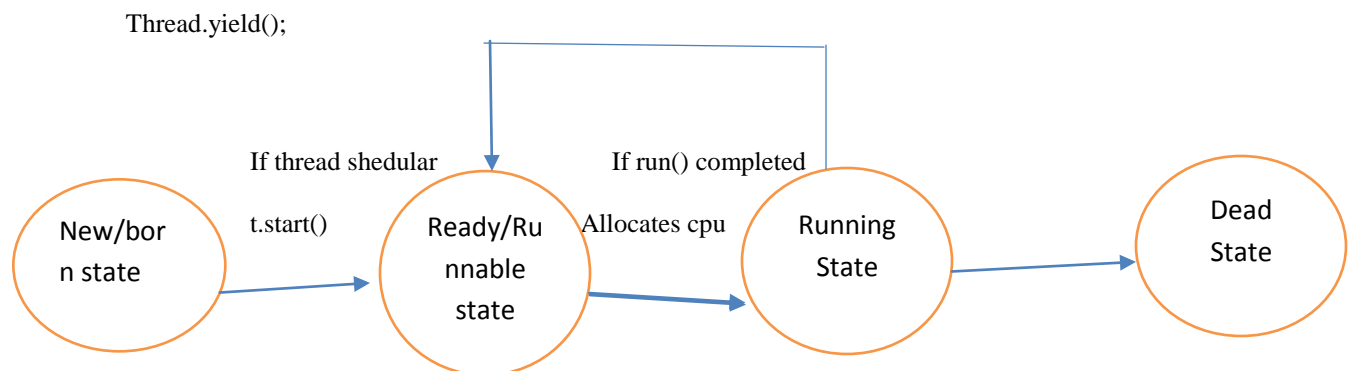 Thread.yield();
If thread shedular
If run() completed
t.start()
Allocates cpu
New/bor
n state
Ready/Ru
nnable
state
Running
State
Dead
State